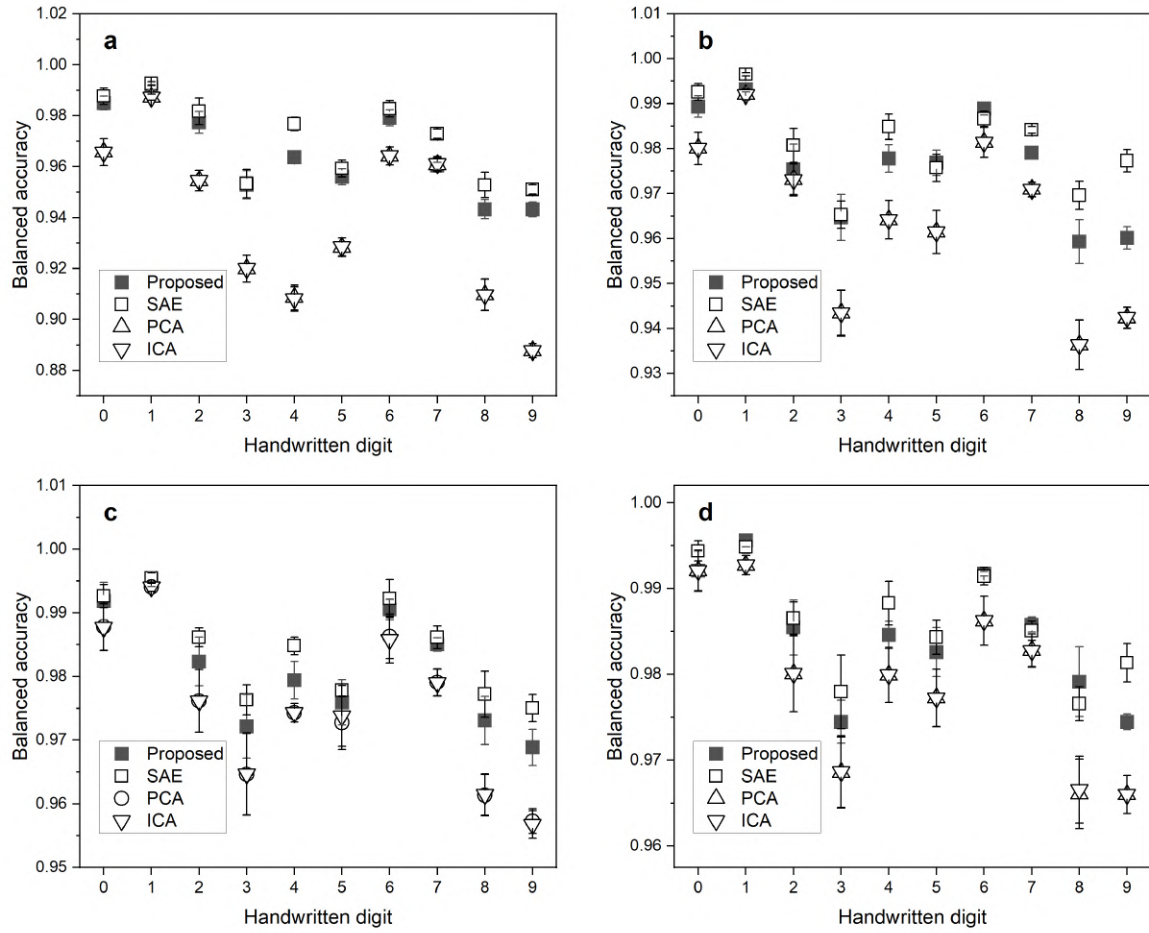 a
1.02
1.00
0.98
0.96
0.94
0.92
0.90
0.88
Balanced accuracy
Proposed
SAE
PCA
ICA
0 1 2 3 4 5 6 7 8 9
Handwritten digit
b
1.01
1.00
0.99
0.98
0.97
0.96
0.95
0.94
0.93
Balanced accuracy
Proposed
SAE
PCA
ICA
0 1 2 3 4 5 6 7 8 9
Handwritten digit
c
1.01
1.00
0.99
0.98
0.97
0.96
0.95
Balanced accuracy
Proposed
SAE
PCA
ICA
0 1 2 3 4 5 6 7 8 9
Handwritten digit
d
1.00
0.99
0.98
0.97
0.96
Balanced accuracy
Proposed
SAE
PCA
ICA
0 1 2 3 4 5 6 7 8 9
Handwritten digit